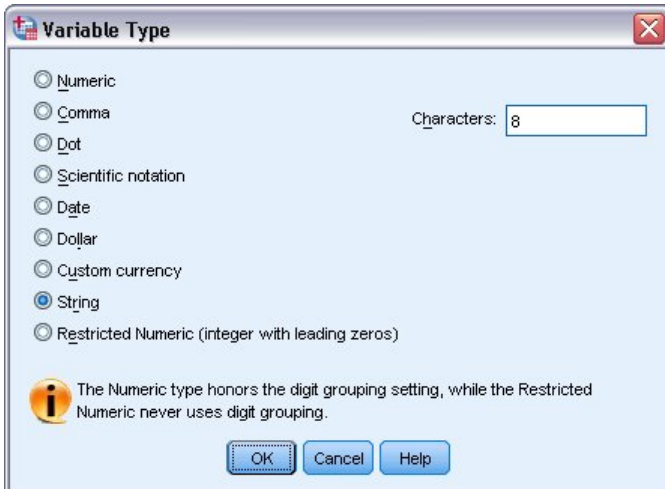 Variable Type
Numeric
Comma
Characters: 8
Dot
Scientific notation
Date
Dollar
Custom currency
String
Restricted Numeric (integer with leading zeros)
The Numeric type honors the digit grouping setting, while the Restricted
Numeric never uses digit grouping.
OK Cancel Help